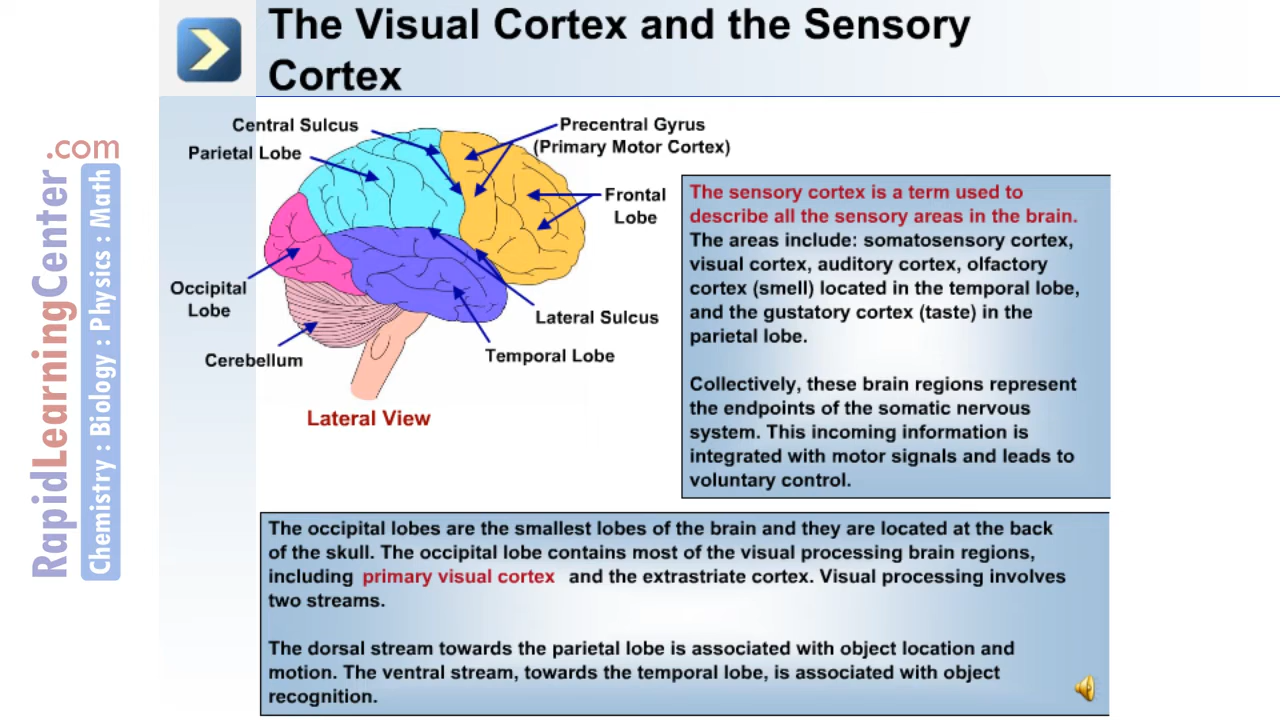 The Visual Cortex and the Sensory
Cortex
.com
RapidLearningCenter
Chemistry : Biology : Physics : Math
Central Sulcus
Parietal Lobe
Precentral Gyrus
(Primary Motor Cortex)
Frontal
Lobe
Occipital
Lobe
Lateral Sulcus
Cerebellum
Temporal Lobe
Lateral View
The sensory cortex is a term used to
describe all the sensory areas in the brain.
The areas include: somatosensory cortex,
visual cortex, auditory cortex, olfactory
cortex (smell) located in the temporal lobe,
and the gustatory cortex (taste) in the
parietal lobe.
Collectively, these brain regions represent
the endpoints of the somatic nervous
system. This incoming information is
integrated with motor signals and leads to
voluntary control.
The occipital lobes are the smallest lobes of the brain and they are located at the back
of the skull. The occipital lobe contains most of the visual processing brain regions,
including primary visual cortex and the extrastriate cortex. Visual processing involves
two streams.
The dorsal stream towards the parietal lobe is associated with object location and
motion. The ventral stream, towards the temporal lobe, is associated with object
recognition.